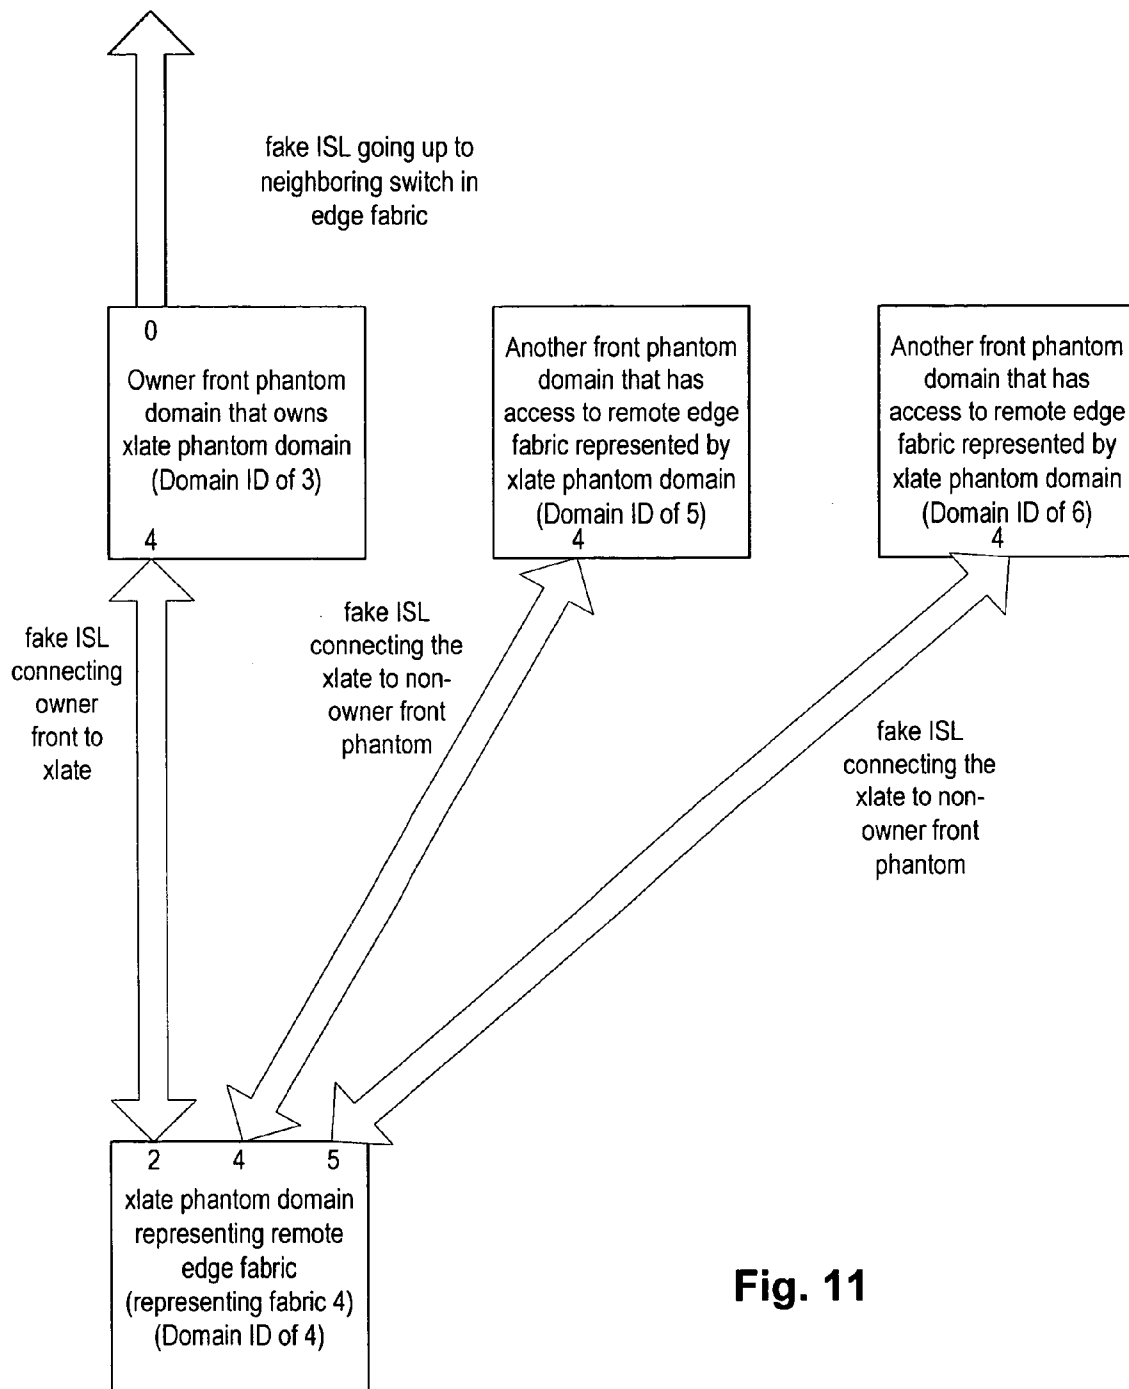 fake ISL going up to
neighboring switch in
edge fabric
0
Owner front phantom
domain that owns
xlate phantom domain
(Domain ID of 3)
4
Another front phantom
domain that has
access to remote edge
fabric represented by
xlate phantom domain
(Domain ID of 5)
4
Another front phantom
domain that has
access to remote edge
fabric represented by
xlate phantom domain
(Domain ID of 6)
4
fake ISL
connecting
owner
front to
xlate
fake ISL
connecting the
xlate to non-
owner front
phantom
fake ISL
connecting the
xlate to non-
owner front
phantom
2 4 5
xlate phantom domain
representing remote
edge fabric
(representing fabric 4)
(Domain ID of 4)
Fig. 11